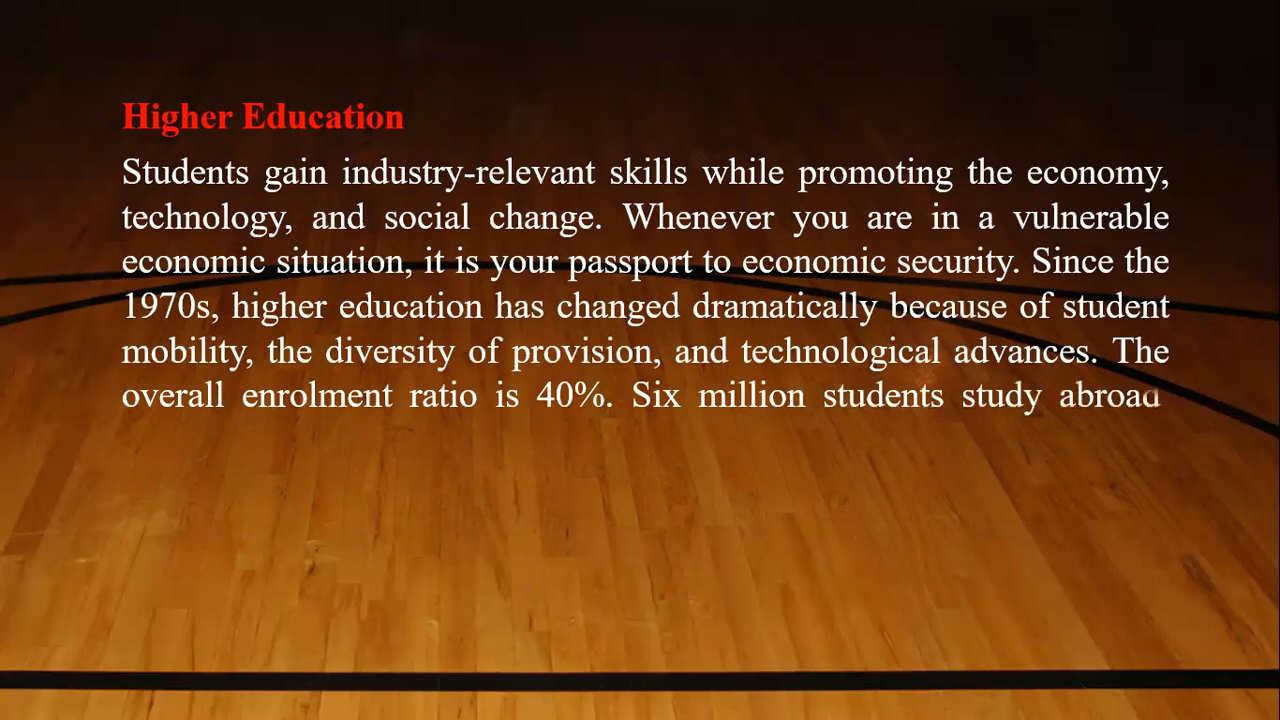 Higher Education
Students gain industry-relevant skills while promoting the economy,
technology, and social change. Whenever you are in a vulnerable
economic situation, it is your passport to economic security. Since the
1970s, higher education has changed dramatically because of student
mobility, the diversity of provision, and technological advances. The
overall enrolment ratio is 40%. Six million students study abroad